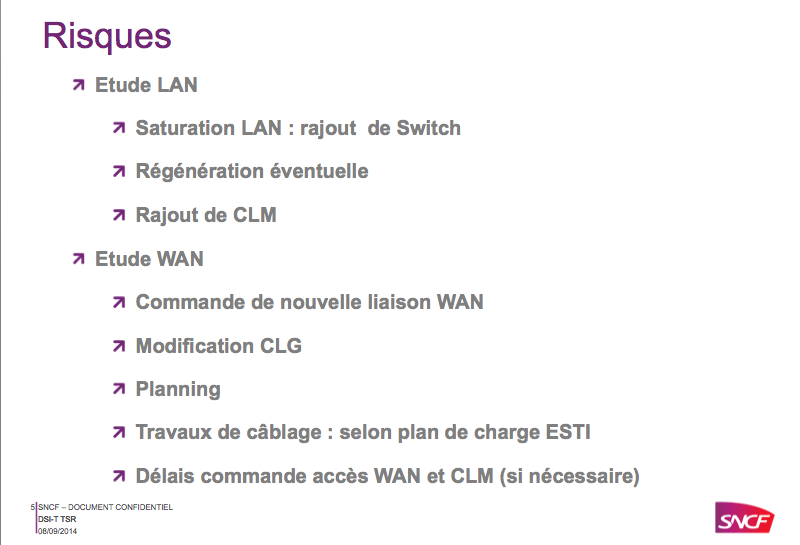 Risques
Etude LAN
Saturation LAN : rajout de Switch
Régénération éventuelle
Rajout de CLM
Etude WAN
Commande de nouvelle liaison WAN
Modification CLG
Planning
Travaux de câblage : selon plan de charge ESTI
Délais commande accès WAN et CLM (si nécessaire)
5 SNCF – DOCUMENT CONFIDENTIEL
DSI-T TSR
08/09/2014
SNCF